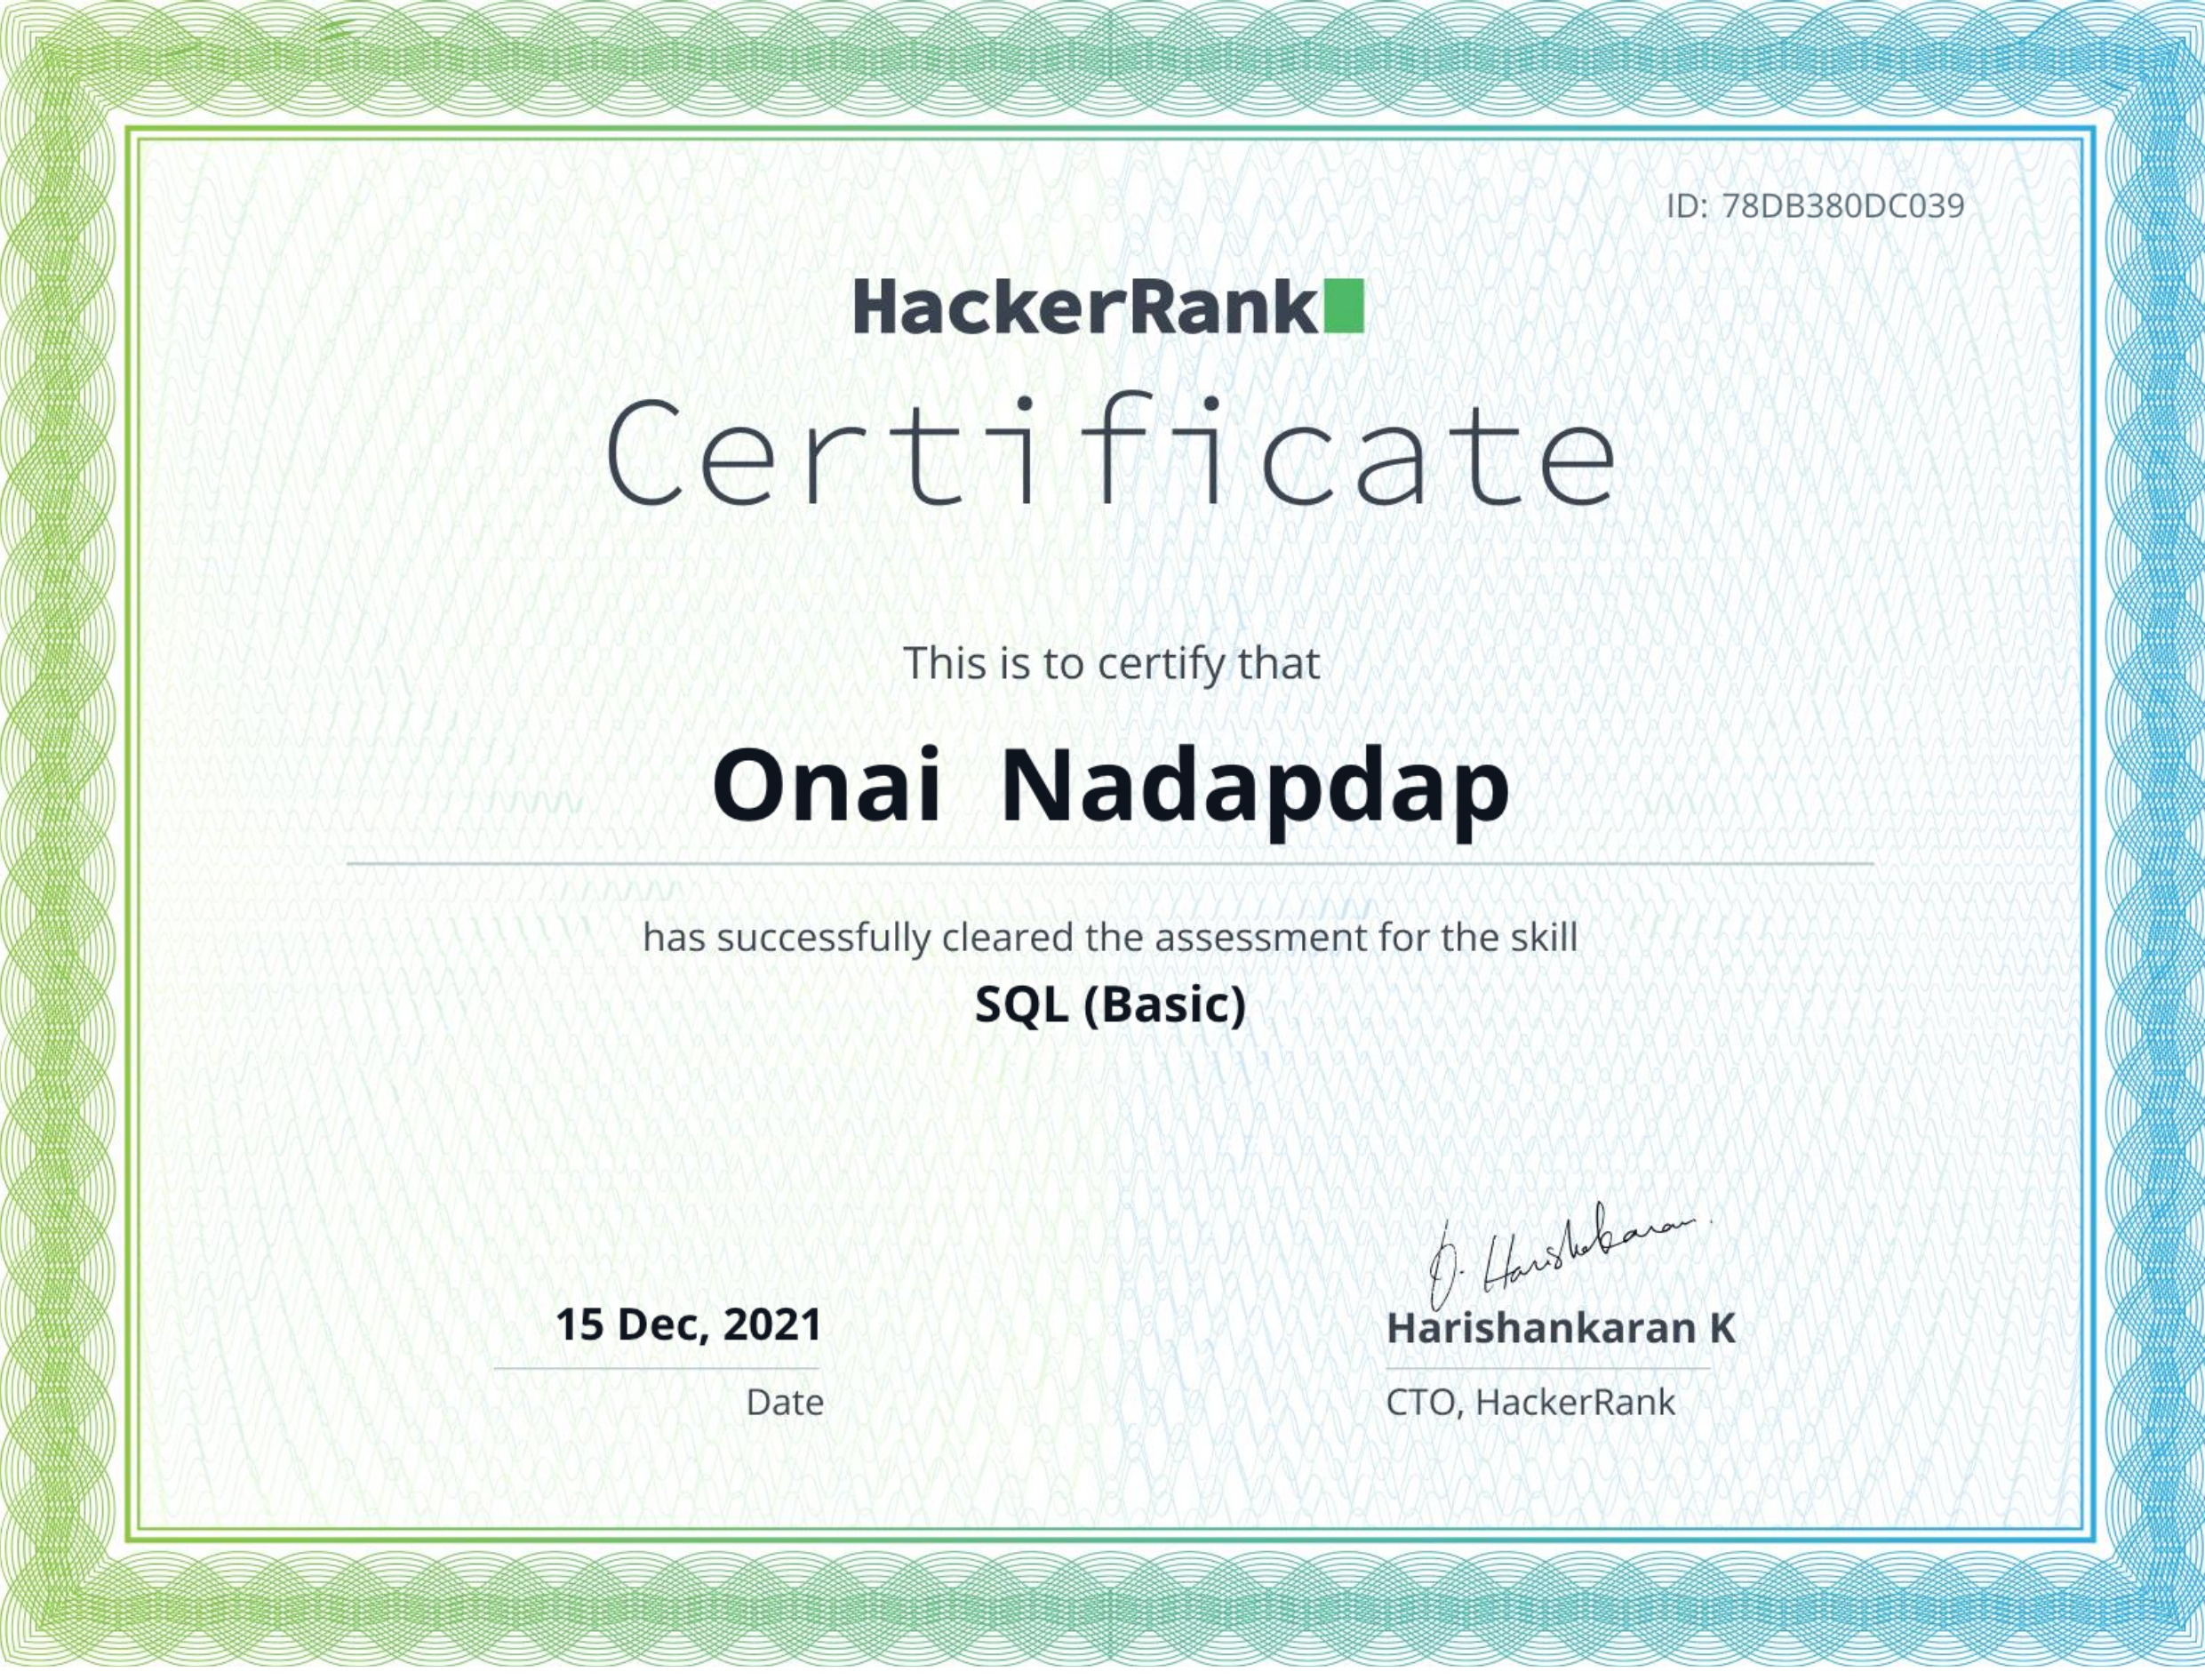 ID: 78DB380DC039
HackerRank
Certificate
This is to certify that
Onai Nadapdap
has successfully cleared the assessment for the skill
SQL (Basic)
15 Dec, 2021
Date
Harishankaran K
CTO, HackerRank